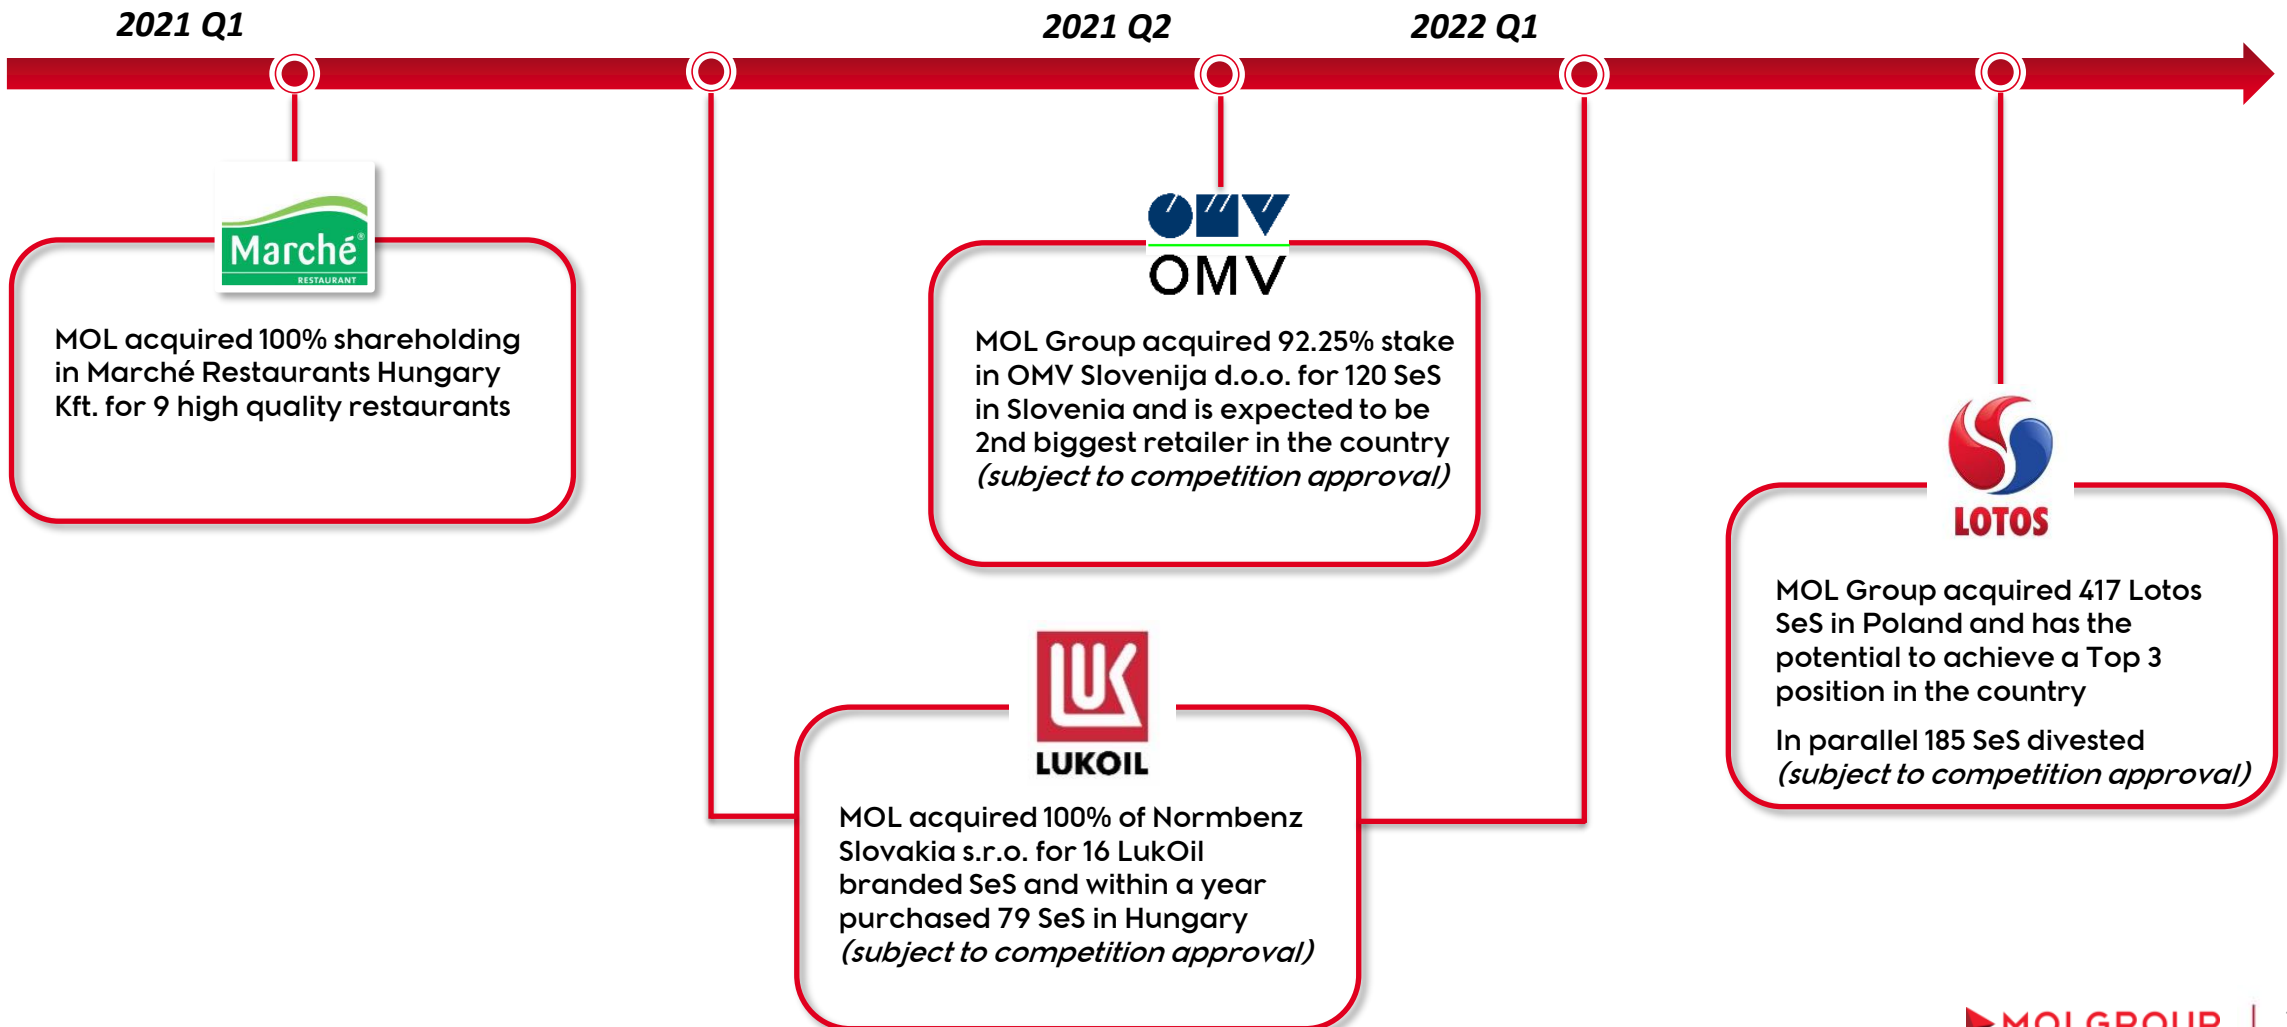 2021 Q1
2021 Q2
2022 Q1
Marché®
RESTAURANT
MOL acquired 100% shareholding
in Marché Restaurants Hungary
Kft. for 9 high quality restaurants
OMV
OMV
MOL Group acquired 92.25% stake
in OMV Slovenija d.o.o. for 120 SeS
in Slovenia and is expected to be
2nd biggest retailer in the country
(subject to competition approval)
LUK
LUKOIL
MOL acquired 100% of Normbenz
Slovakia s.r.o. for 16 LukOil
branded SeS and within a year
purchased 79 SeS in Hungary
(subject to competition approval)
LOTOS
MOL Group acquired 417 Lotos
SeS in Poland and has the
potential to achieve a Top 3
position in the country
In parallel 185 SeS divested
(subject to competition approval)
MOLGROUP